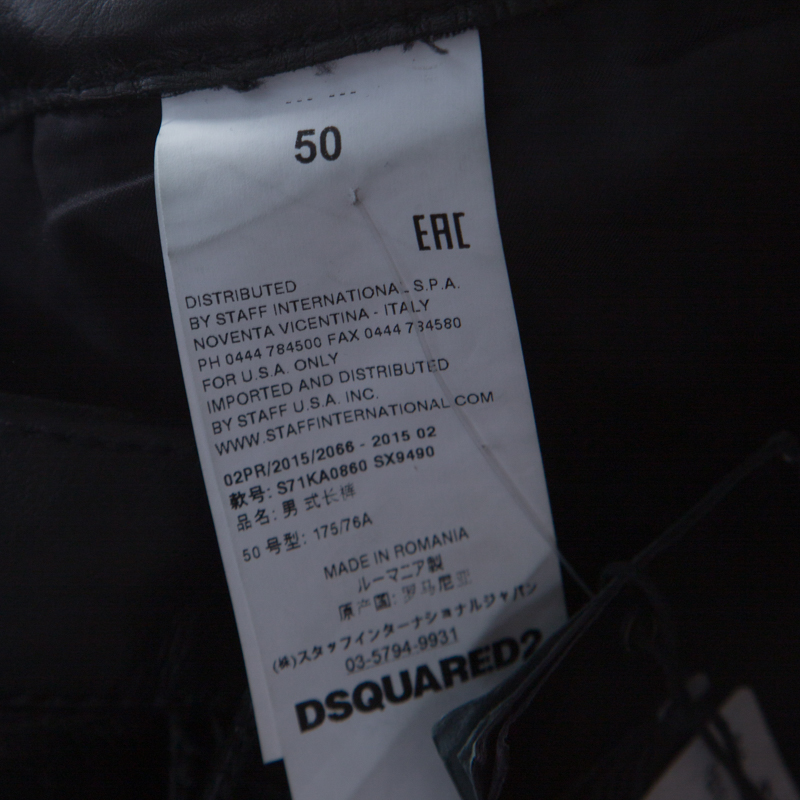 50
EAC
DISTRIBUTED
BY STAFF INTERNATIONAL S.P.A.
NOVENTA VICENTINA - ITALY
PH 0444 784500 FAX 0444 784580
FOR U.S.A. ONLY
IMPORTED AND DISTRIBUTED
BY STAFF U.S.A. INC.
WWW.STAFFINTERNATIONAL.COM
02PR/2015/2066 - 2015 02
款号: S71KA0860 SX9490
品名: 男式长裤
50 号型: 175/76A
MADE IN ROMANIA
ルーマニア製
原产国: 罗马尼亚
(株)スタッフインターナショナルジャパン
03-5794-9931
DSQUARED2